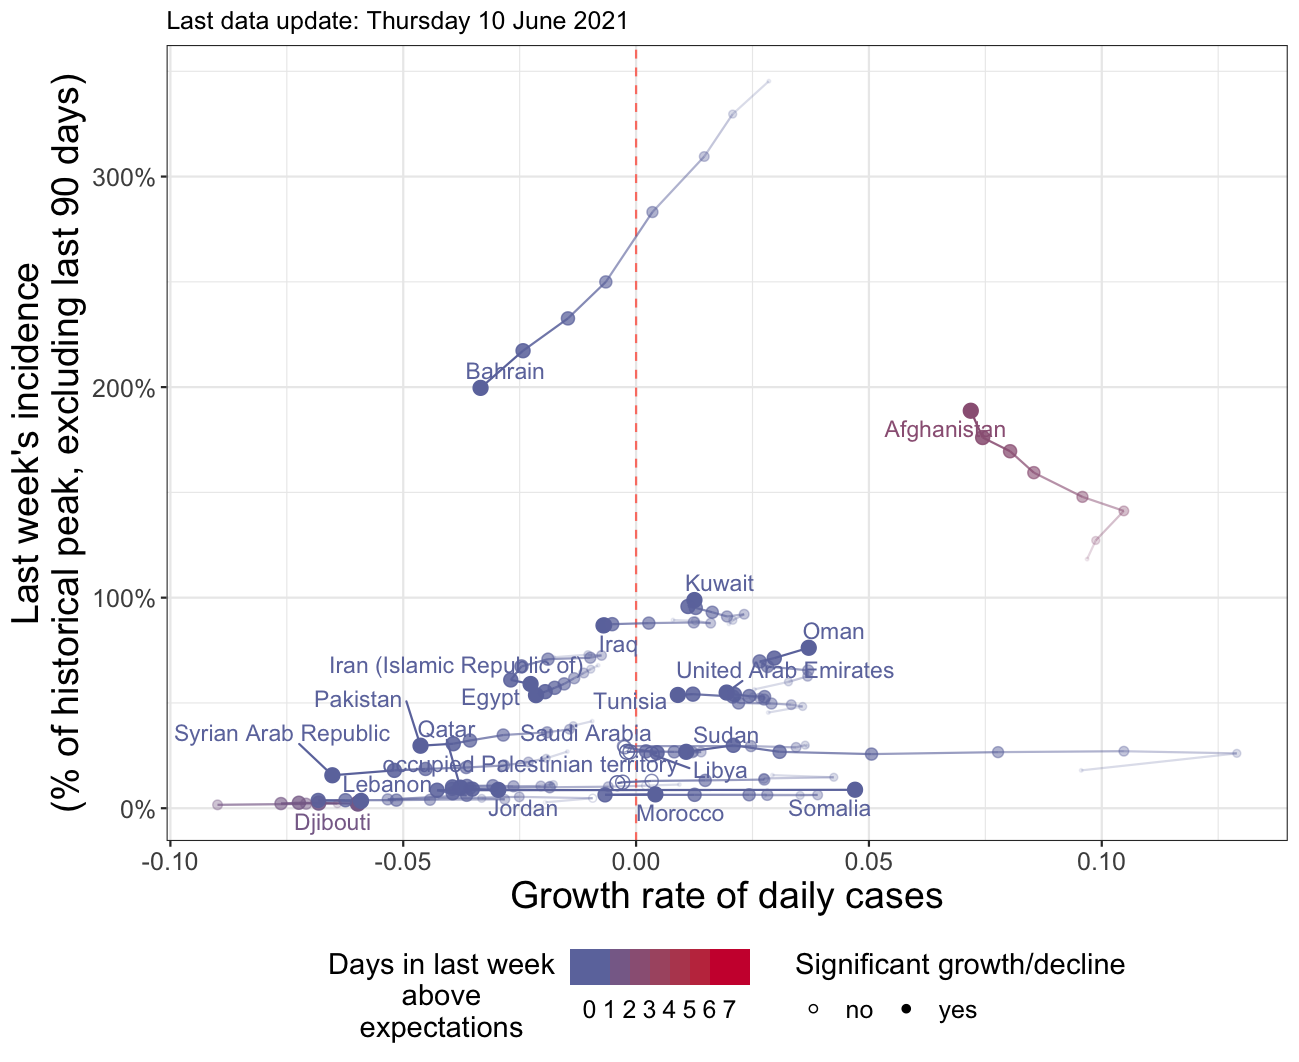 Last data update: Thursday 10 June 2021
Last week's incidence
(% of historical peak, excluding last 90 days)
300%
200%
100%
0%
Bahrain
Afghanistan
Kuwait
Oman
Iraq
Iran (Islamic Republic of)
United Arab Emirates
Egypt
Tunisia
Pakistan
Qatar
Saudi Arabia
Sudan
Syrian Arab Republic
occupied Palestinian territory
Libya
Lebanon
Jordan
Morocco
Somalia
Djibouti
-0.10
-0.05
0.00
0.05
0.10
Growth rate of daily cases
Days in last week
above
expectations
0 1 2 3 4 5 6 7
Significant growth/decline
no
yes